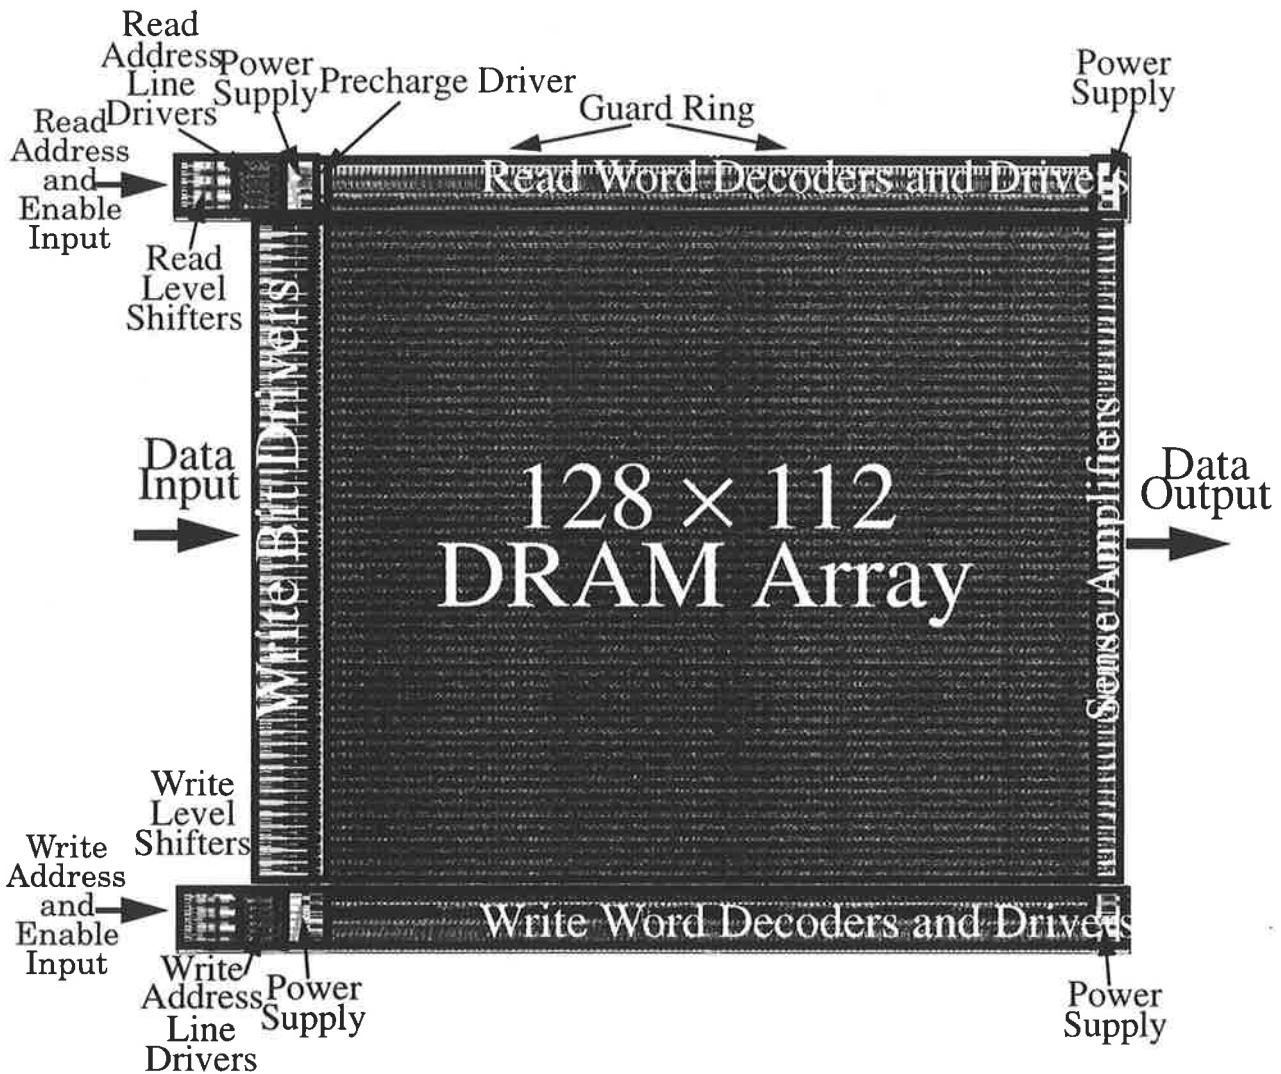 Read
Address
Line
Drivers
Power
Supply
Precharge Driver
Guard Ring
Power
Supply
Read
Address
and
Enable
Input
Read Word Decoders and Drivers
Read
Level
Shifters
Write Bit Drivers
Data
Input
128 × 112
DRAM Array
Sense Amplifiers
Data
Output
Write
Level
Shifters
Write
Address
and
Enable
Input
Write Word Decoders and Drivers
Write
Address
Line
Drivers
Power
Supply
Power
Supply